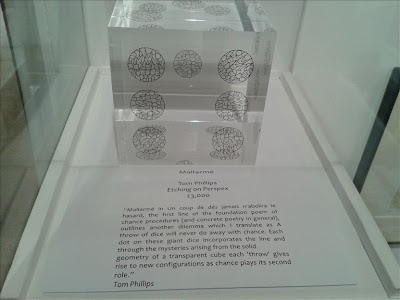 Mallarmé
Tom Phillips
Etching on Perspex
£3,000
"Mallarmé in Un coup de dés jamais n'abolira le
hasard, the first line of the foundation poem of
chance procedures (and concrete poetry in general),
outlines another dilemma which I translate as A
throw of dice will never do away with chance. Each
dot on these giant dice incorporates the line and
through the mysteries arising from the solid
geometry of a transparent cube each 'throw' gives
rise to new configurations as chance plays its second
role."
Tom Phillips